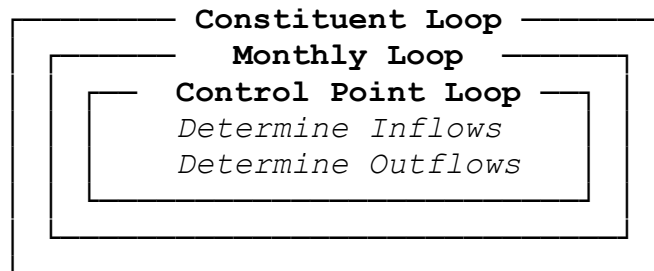 Constituent Loop
Monthly Loop
Control Point Loop
Determine Inflows
Determine Outflows